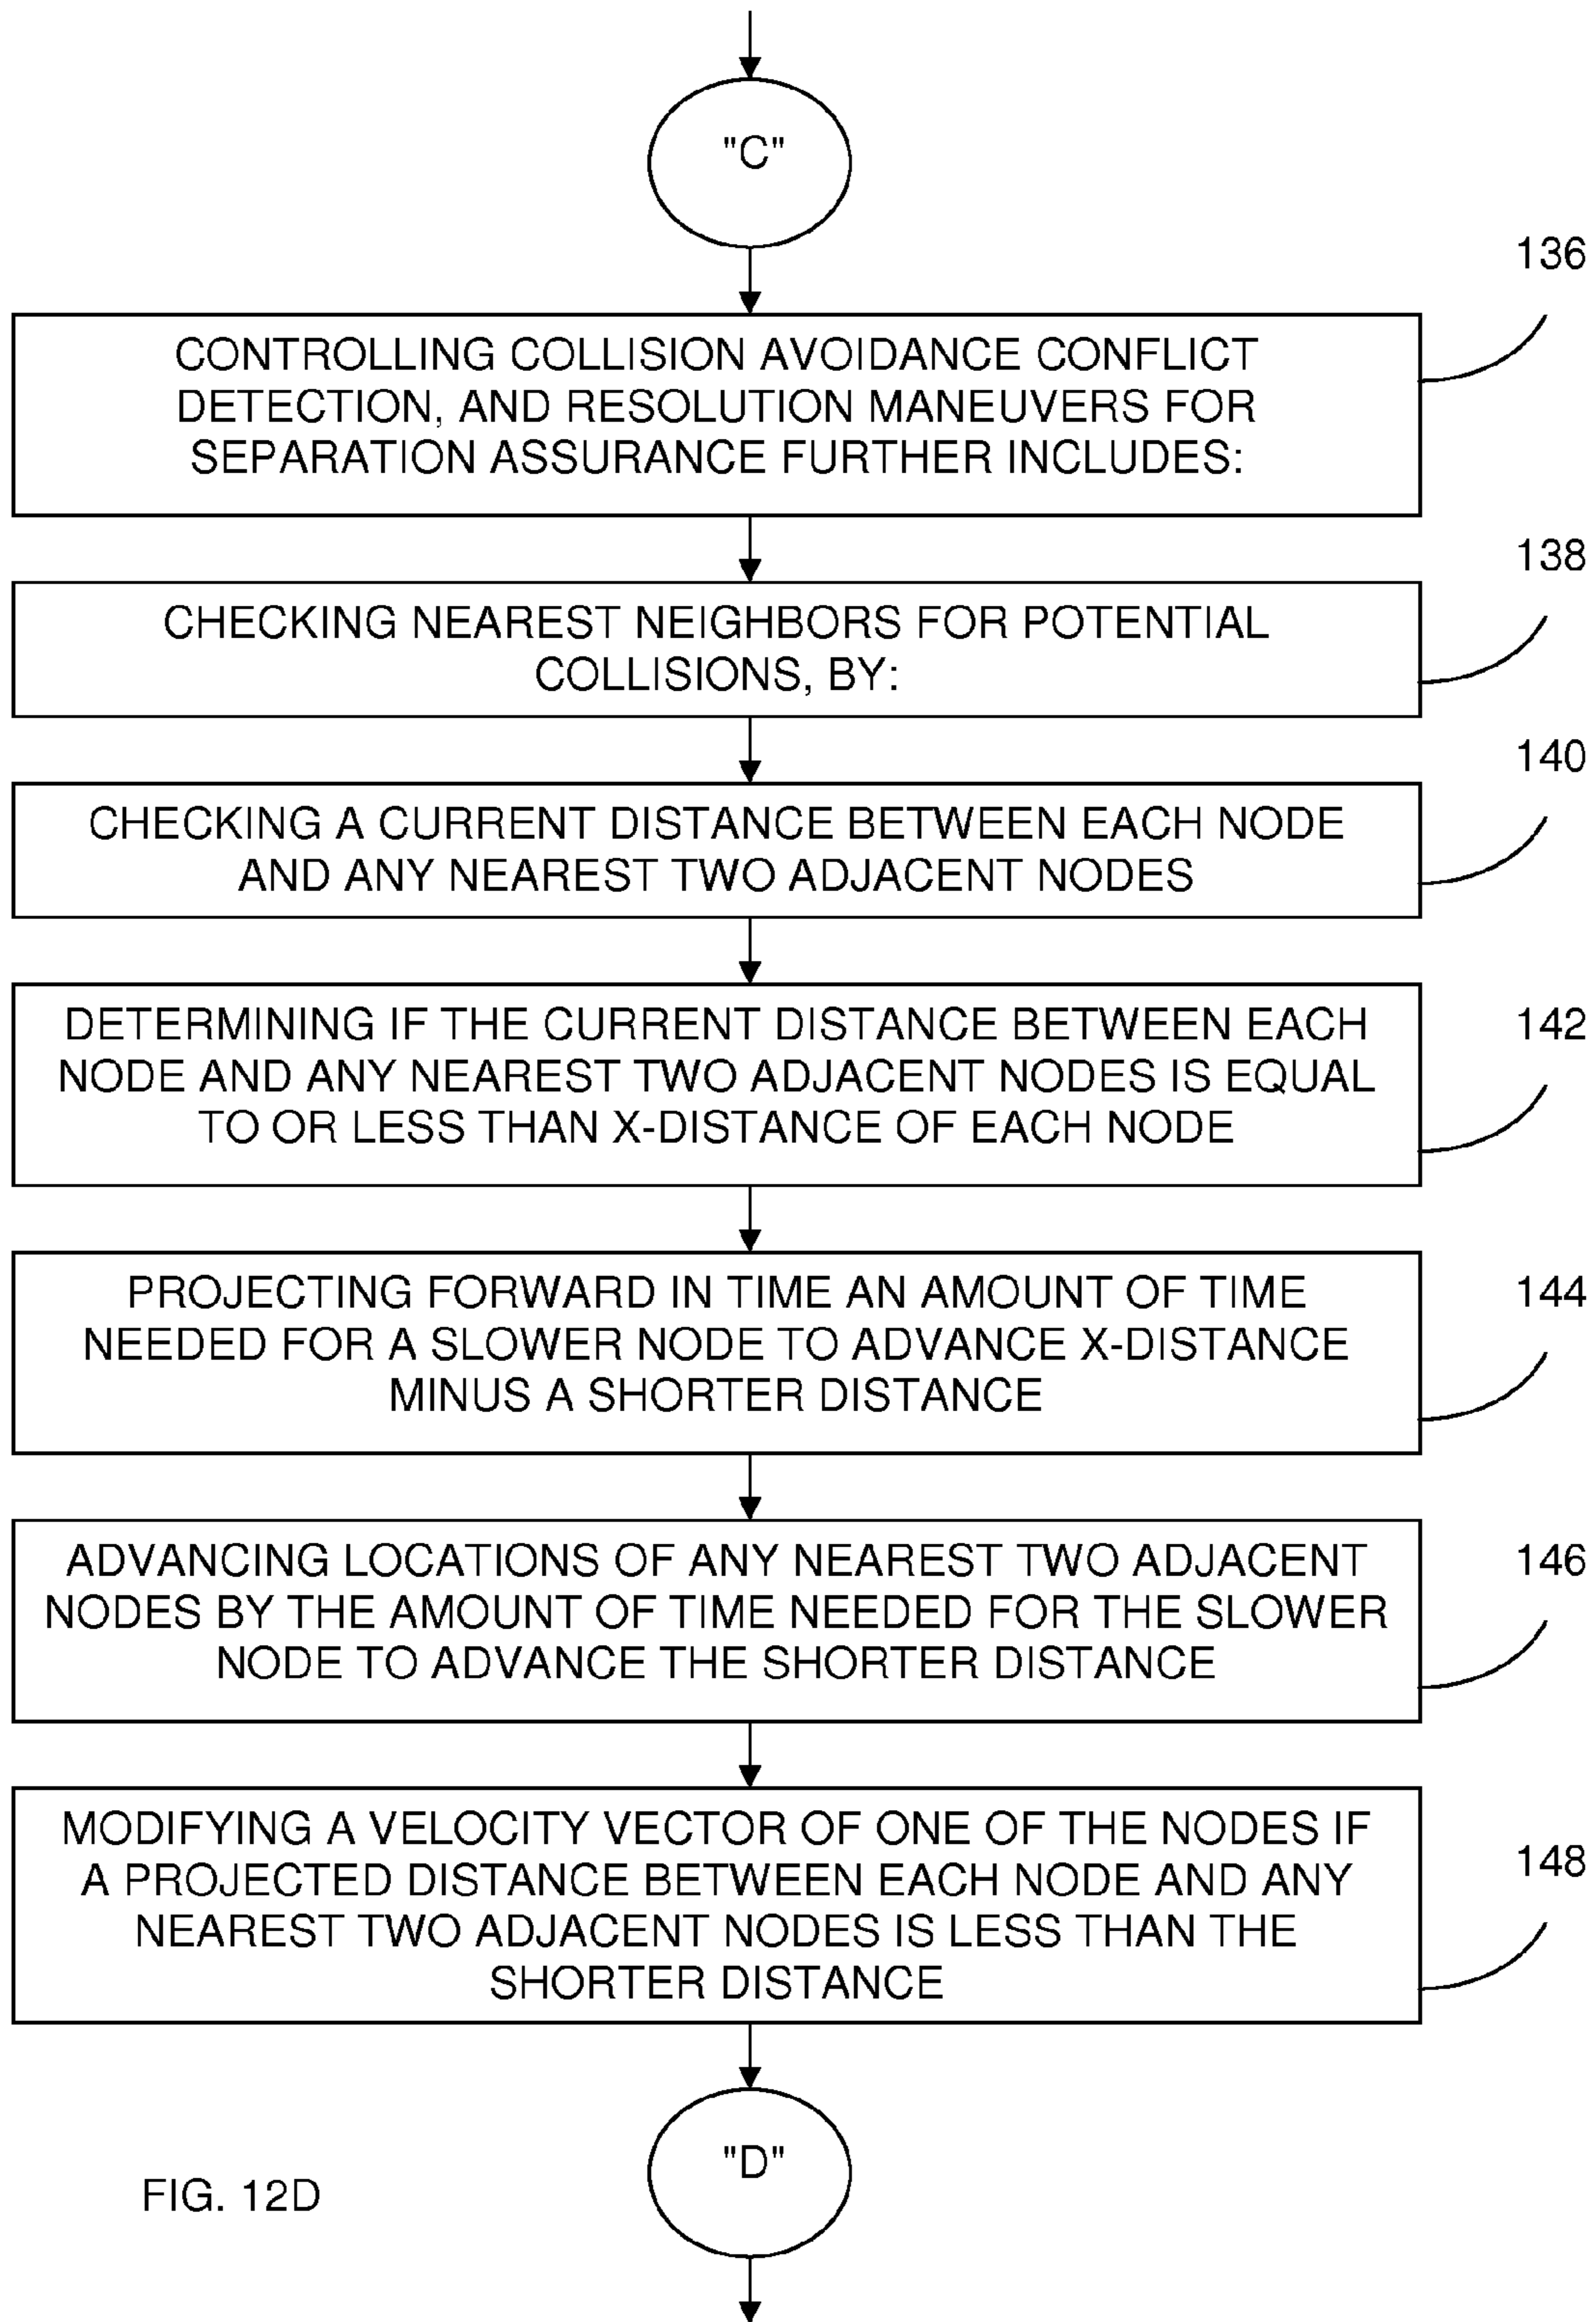 "C"
136
CONTROLLING COLLISION AVOIDANCE CONFLICT
DETECTION, AND RESOLUTION MANEUVERS FOR
SEPARATION ASSURANCE FURTHER INCLUDES:
138
CHECKING NEAREST NEIGHBORS FOR POTENTIAL
COLLISIONS, BY:
140
CHECKING A CURRENT DISTANCE BETWEEN EACH NODE
AND ANY NEAREST TWO ADJACENT NODES
142
DETERMINING IF THE CURRENT DISTANCE BETWEEN EACH
NODE AND ANY NEAREST TWO ADJACENT NODES IS EQUAL
TO OR LESS THAN X-DISTANCE OF EACH NODE
144
PROJECTING FORWARD IN TIME AN AMOUNT OF TIME
NEEDED FOR A SLOWER NODE TO ADVANCE X-DISTANCE
MINUS A SHORTER DISTANCE
146
ADVANCING LOCATIONS OF ANY NEAREST TWO ADJACENT
NODES BY THE AMOUNT OF TIME NEEDED FOR THE SLOWER
NODE TO ADVANCE THE SHORTER DISTANCE
148
MODIFYING A VELOCITY VECTOR OF ONE OF THE NODES IF
A PROJECTED DISTANCE BETWEEN EACH NODE AND ANY
NEAREST TWO ADJACENT NODES IS LESS THAN THE
SHORTER DISTANCE
"D"
FIG. 12D